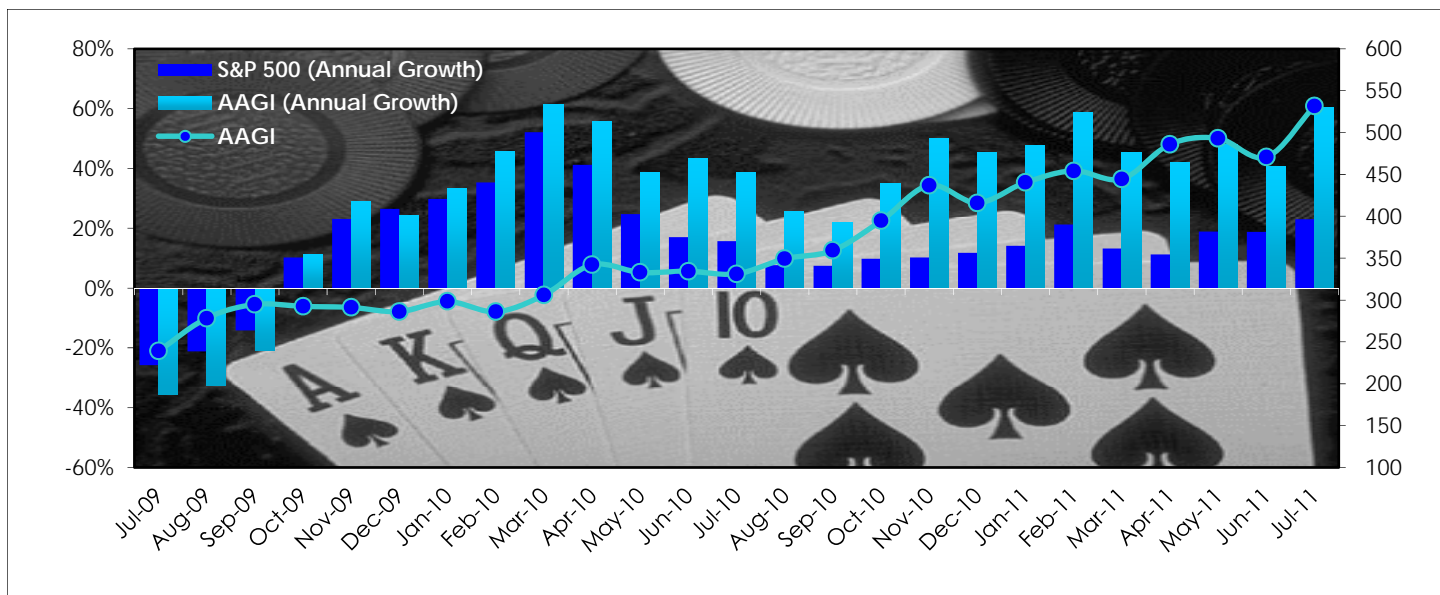 80%
60%
40%
20%
0%
-20%
-40%
-60%
S&P 500 (Annual Growth)
AAGI (Annual Growth)
AAGI
A
K
Q
J
10
600
550
500
450
400
350
300
250
200
150
100
Jul-09
Aug-09
Sep-09
Oct-09
Nov-09
Dec-09
Jan-10
Feb-10
Mar-10
Apr-10
May-10
Jun-10
Jul-10
Aug-10
Sep-10
Oct-10
Nov-10
Dec-10
Jan-11
Feb-11
Mar-11
Apr-11
May-11
Jun-11
Jul-11